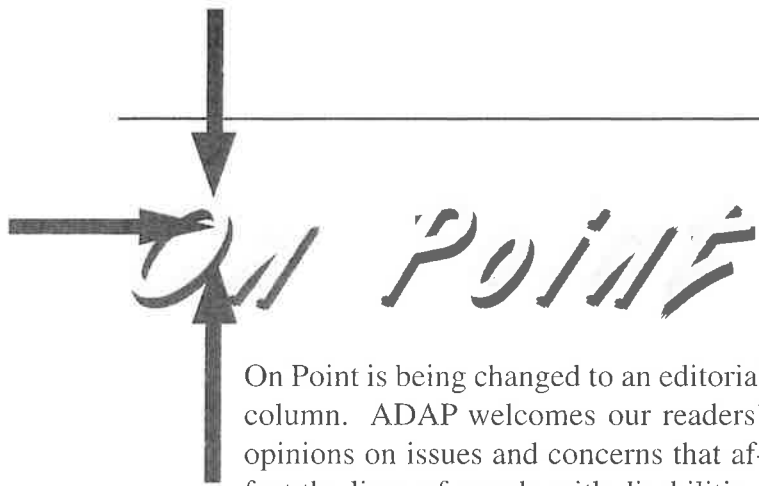 On Point
On Point is being changed to an editoria
column. ADAP welcomes our readers'
opinions on issues and concerns that af-